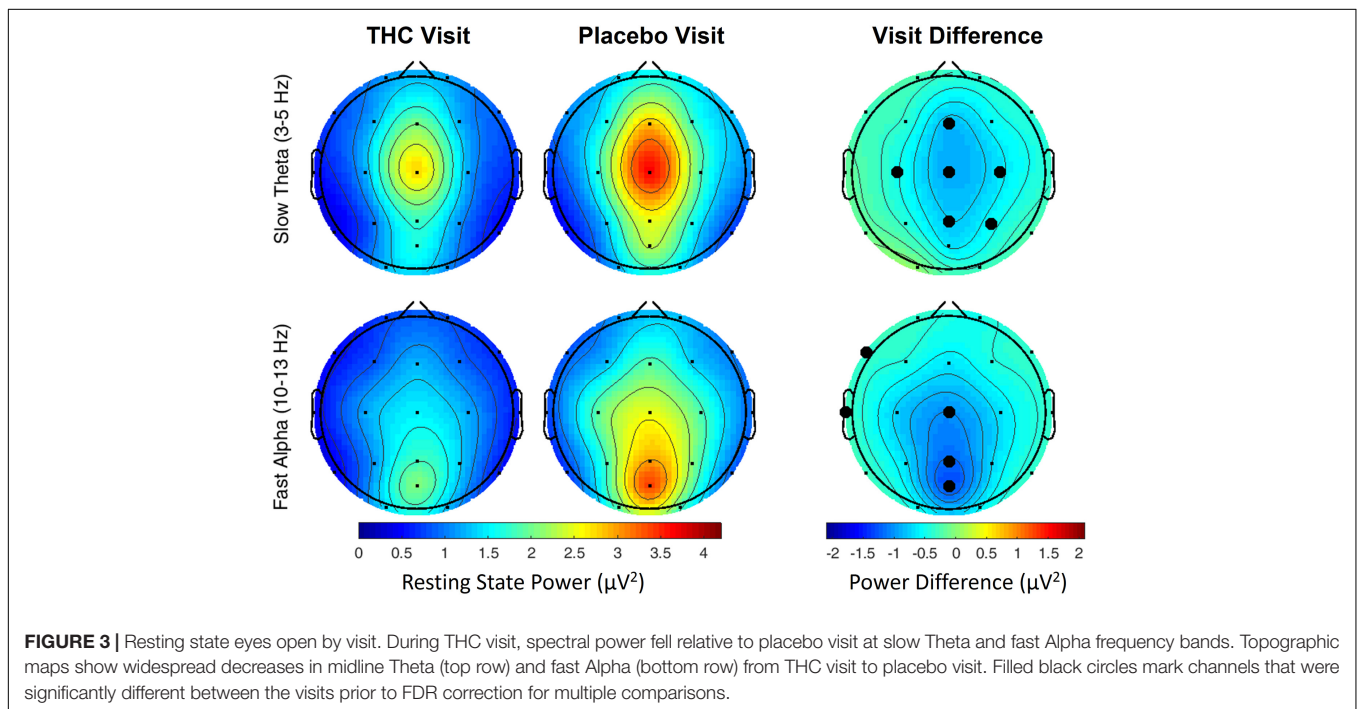 THC Visit
Placebo Visit
Visit Difference
Slow Theta (3-5 Hz)
Fast Alpha (10-13 Hz)
0 0.5 1 1.5 2 2.5 3 3.5 4
Resting State Power (µV²)
-2 -1.5 -1 -0.5 0 0.5 1 1.5 2
Power Difference (µV²)
FIGURE 3 | Resting state eyes open by visit. During THC visit, spectral power fell relative to placebo visit at slow Theta and fast Alpha frequency bands. Topographic
maps show widespread decreases in midline Theta (top row) and fast Alpha (bottom row) from THC visit to placebo visit. Filled black circles mark channels that were
significantly different between the visits prior to FDR correction for multiple comparisons.